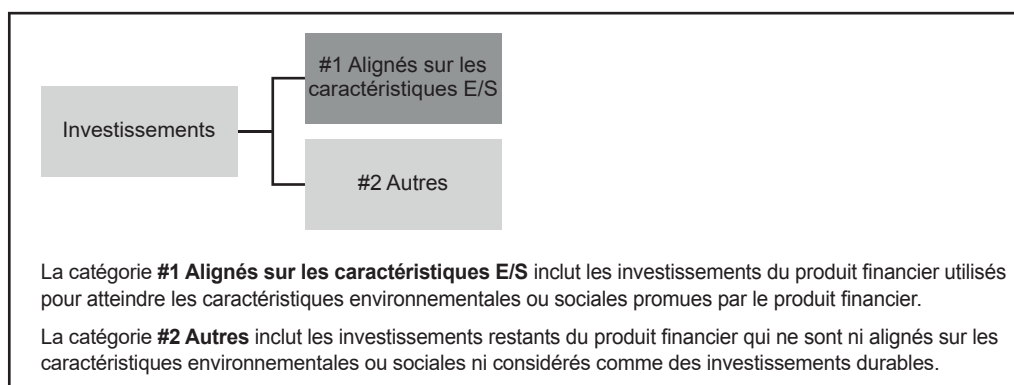 #1 Alignés sur les
caractéristiques E/S
Investissements
#2 Autres
La catégorie #1 Alignés sur les caractéristiques E/S inclut les investissements du produit financier utilisés
pour atteindre les caractéristiques environnementales ou sociales promues par le produit financier.
La catégorie #2 Autres inclut les investissements restants du produit financier qui ne sont ni alignés sur les
caractéristiques environnementales ou sociales ni considérés comme des investissements durables.